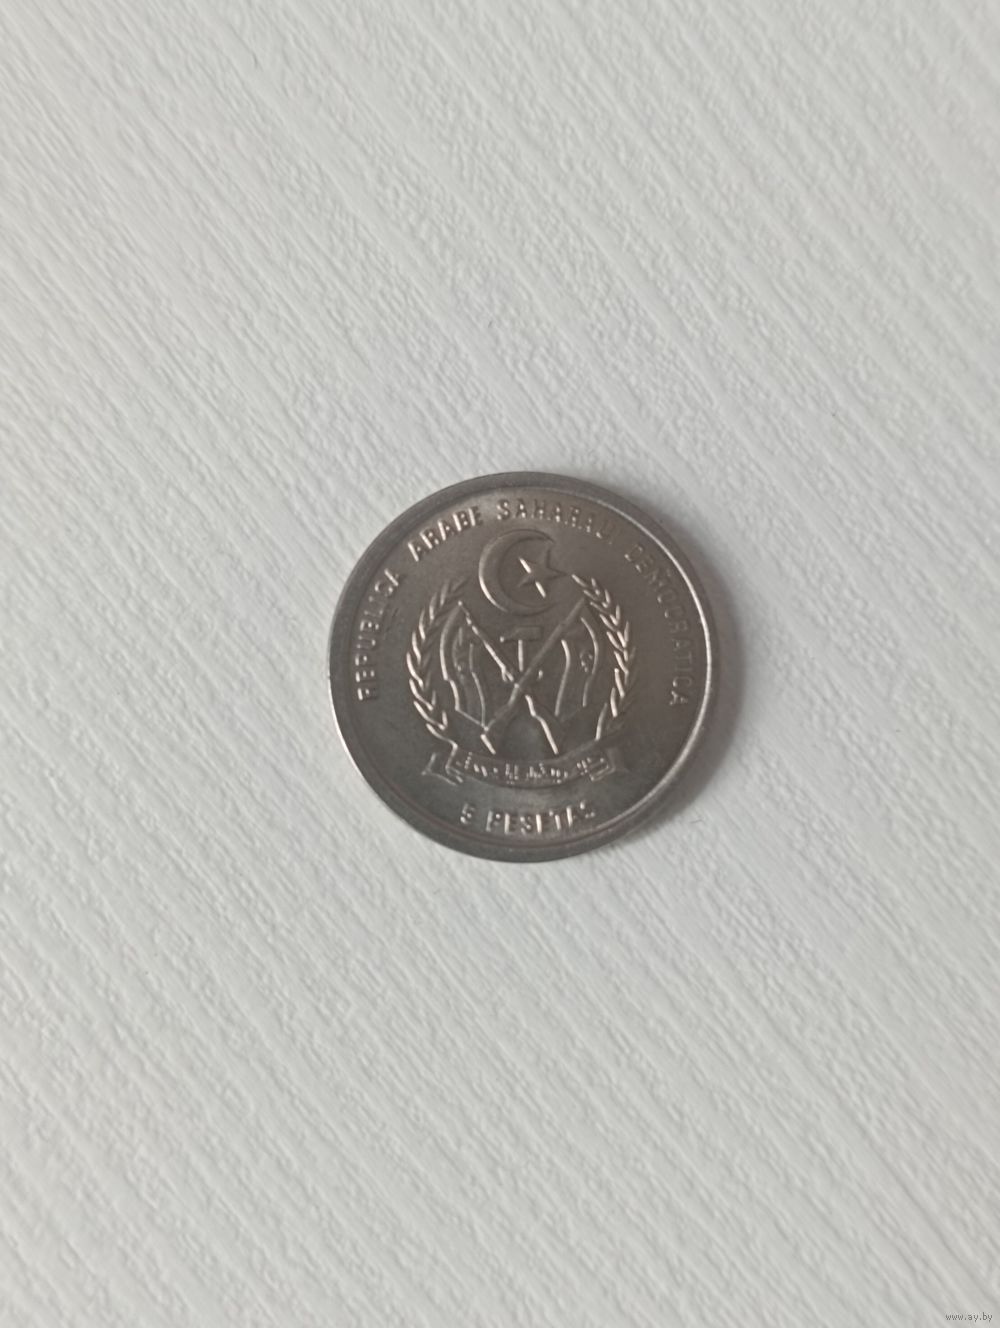 REPUBLICA ARABE SAHARAUI DEMOCRATICA
5 PESETAS
www.ay.by